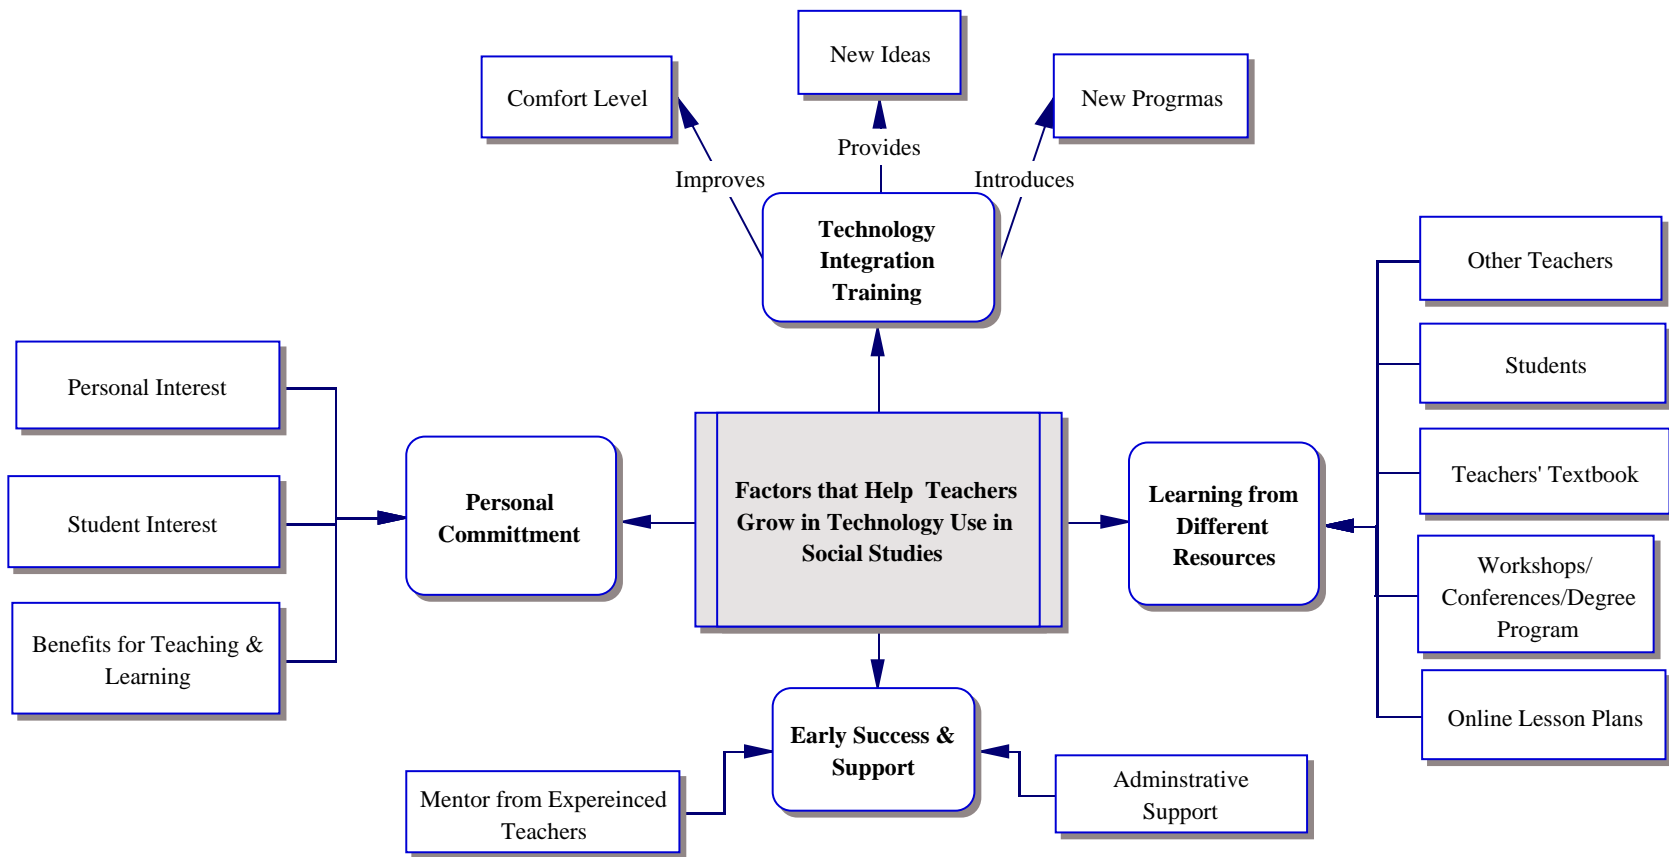 New Ideas
Comfort Level
New Progrmas
Provides
Improves
Introduces
Technology
Integration
Training
Other Teachers
Students
Personal Interest
Teachers' Textbook
Personal
Committment
Factors that Help  Teachers
Grow in Technology Use in
Social Studies
Learning from
Different
Resources
Student Interest
Workshops/
Conferences/Degree
Program
Benefits for Teaching &
Learning
Online Lesson Plans
Early Success &
Support
Mentor from Expereinced
Teachers
Adminstrative
Support